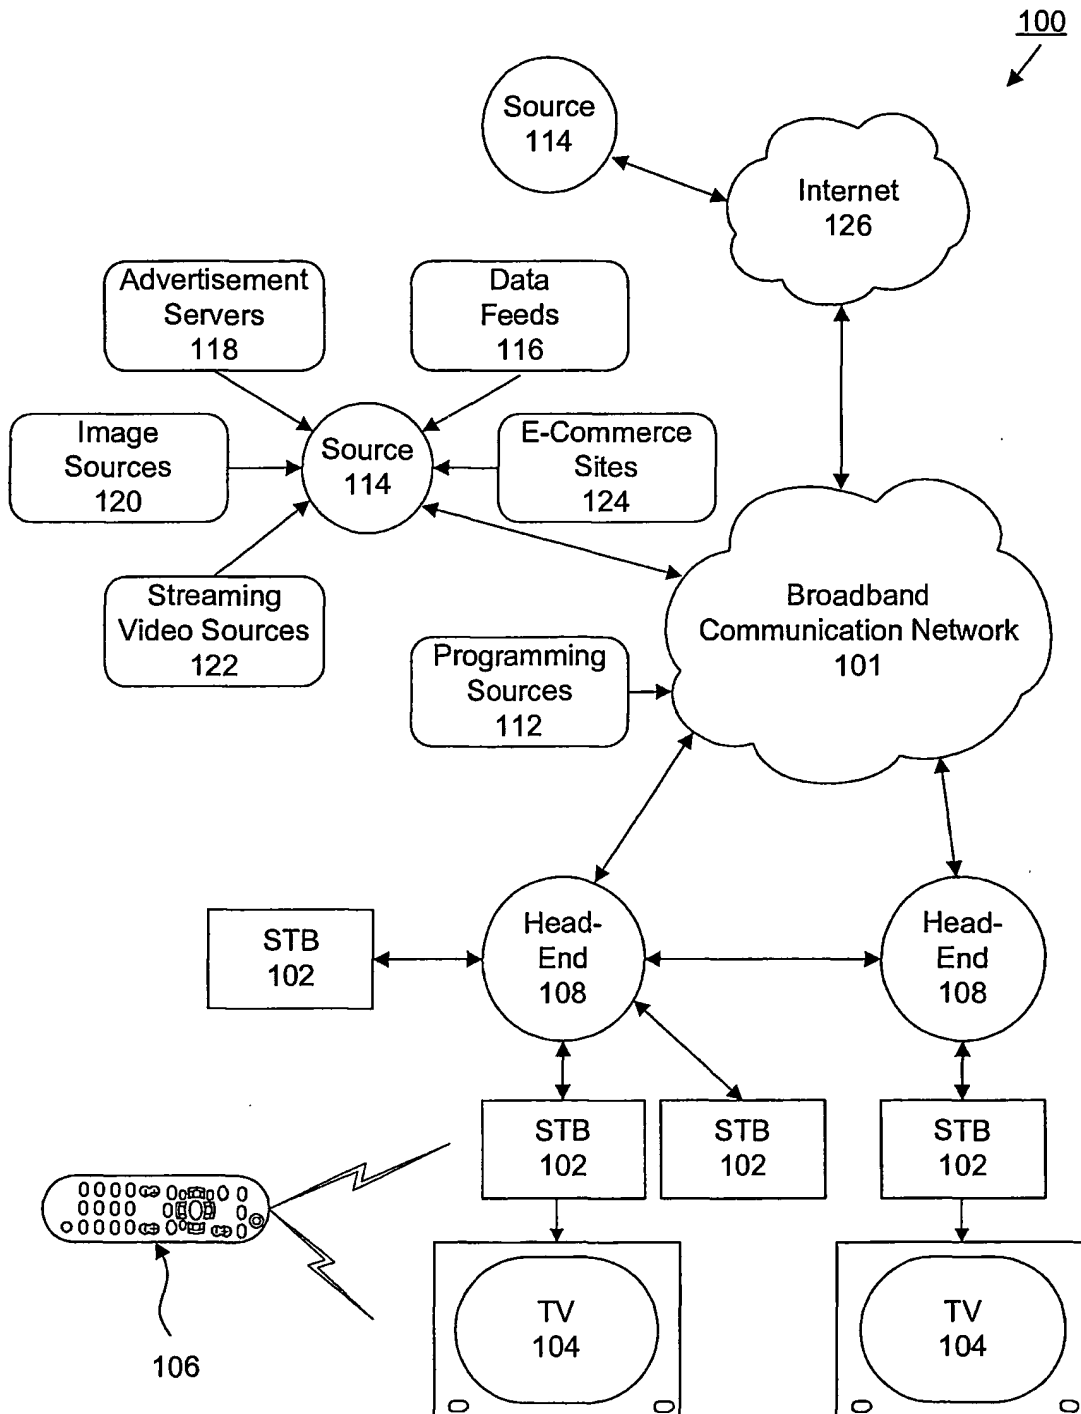 100
Source
114
Internet
126
Advertisement
Servers
118
Data
Feeds
116
Image
Sources
120
Source
114
E-Commerce
Sites
124
Streaming
Video Sources
122
Broadband
Communication Network
101
Programming
Sources
112
STB
102
Head-
End
108
Head-
End
108
STB
102
STB
102
STB
102
106
TV
104
TV
104